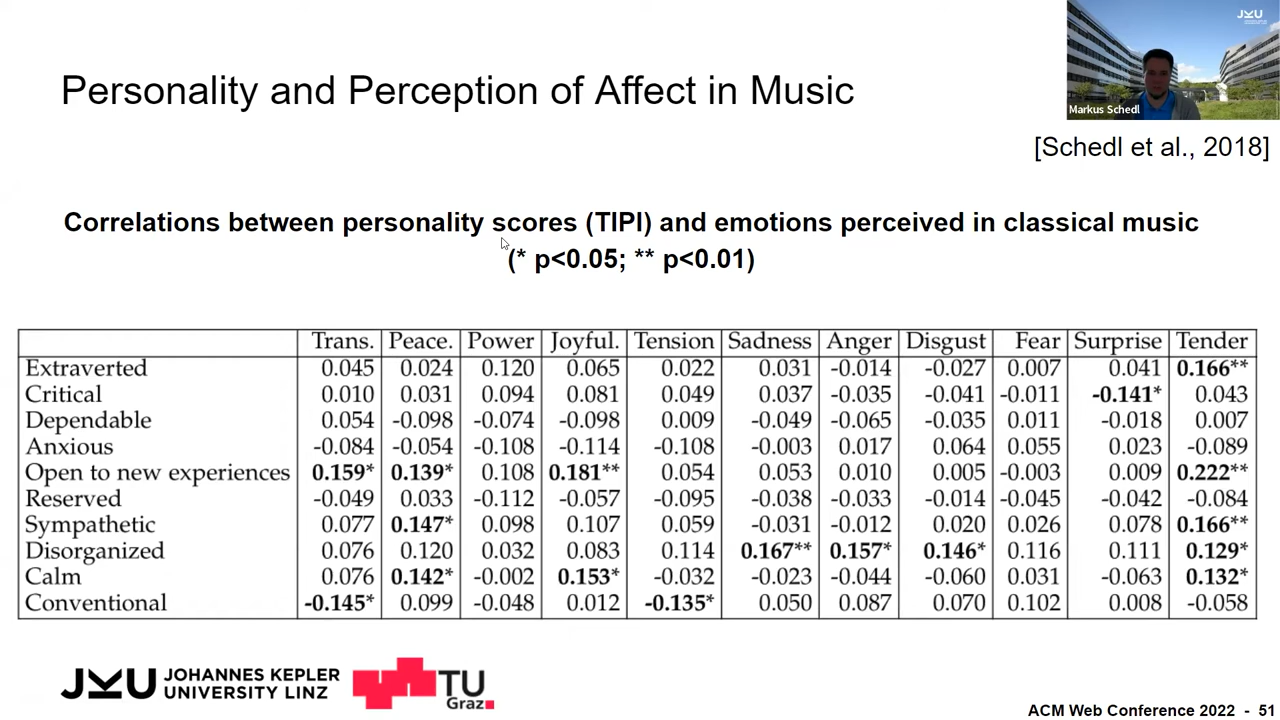 JKU
Markus Schedl
Personality and Perception of Affect in Music
[Schedl et al., 2018]
Correlations between personality scores (TIPI) and emotions perceived in classical music
(* p<0.05; ** p<0.01)
Trans. Peace. Power Joyful. Tension Sadness Anger Disgust Fear Surprise Tender
Extraverted 0.045 0.024 0.120 0.065 0.022 0.031 -0.014 -0.027 0.007 0.041 0.166**
Critical 0.010 0.031 0.094 0.081 0.049 0.037 -0.035 -0.041 -0.011 -0.141* 0.043
Dependable 0.054 -0.098 -0.074 -0.098 0.009 -0.049 -0.065 -0.035 0.011 -0.018 0.007
Anxious -0.084 -0.054 -0.108 -0.114 -0.108 -0.003 0.017 0.064 0.055 0.023 -0.089
Open to new experiences 0.159* 0.139* 0.108 0.181** 0.054 0.053 0.010 0.005 -0.003 0.009 0.222**
Reserved -0.049 0.033 -0.112 -0.057 -0.095 -0.038 -0.033 -0.014 -0.045 -0.042 -0.084
Sympathetic 0.077 0.147* 0.098 0.107 0.059 -0.031 -0.012 0.020 0.026 0.078 0.166**
Disorganized 0.076 0.120 0.032 0.083 0.114 0.167** 0.157* 0.146* 0.116 0.111 0.129*
Calm 0.076 0.142* -0.002 0.153* -0.032 -0.023 -0.044 -0.060 0.031 -0.063 0.132*
Conventional -0.145* 0.099 -0.048 0.012 -0.135* 0.050 0.087 0.070 0.102 0.008 -0.058
JKU JOHANNES KEPLER
UNIVERSITY LINZ
TU
Graz
ACM Web Conference 2022 - 51